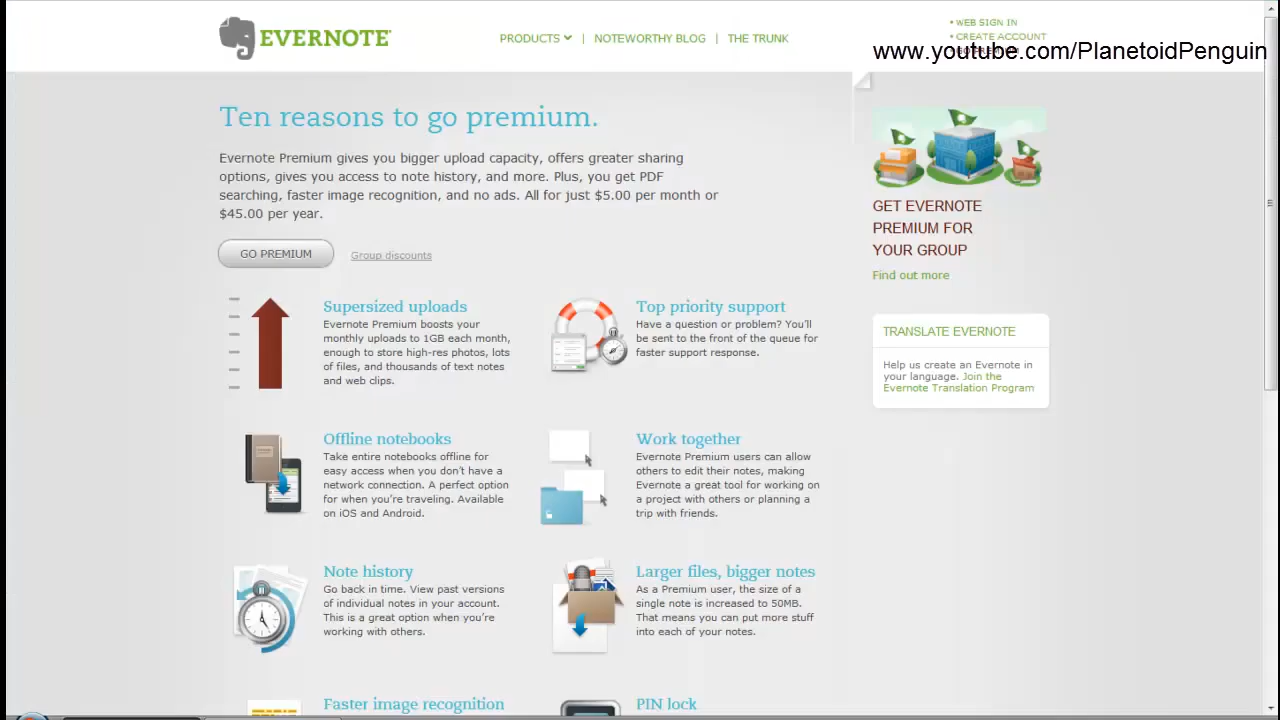 EVERNOTE
PRODUCTS | NOTEWORTHY BLOG | THE TRUNK
• WEB SIGN IN
• CREATE ACCOUNT
www.youtube.com/PlanetoidPenguin
Ten reasons to go premium.
Evernote Premium gives you bigger upload capacity, offers greater sharing
options, gives you access to note history, and more. Plus, you get PDF
searching, faster image recognition, and no ads. All for just $5.00 per month or
$45.00 per year.
GO PREMIUM
Group discounts
Supersized uploads
Evernote Premium boosts your
monthly uploads to 1GB each month,
enough to store high-res photos, lots
of files, and thousands of text notes
and web clips.
Top priority support
Have a question or problem? You'll
be sent to the front of the queue for
faster support response.
Offline notebooks
Take entire notebooks offline for
easy access when you don't have a
network connection. A perfect option
for when you're traveling. Available
on iOS and Android.
Work together
Evernote Premium users can allow
others to edit their notes, making
Evernote a great tool for working on
a project with others or planning a
trip with friends.
Note history
Go back in time. View past versions
of individual notes in your account.
This is a great option when you're
working with others.
Larger files, bigger notes
As a Premium user, the size of a
single note is increased to 50MB.
That means you can put more stuff
into each of your notes.
Faster image recognition
PIN lock
GET EVERNOTE
PREMIUM FOR
YOUR GROUP
Find out more
TRANSLATE EVERNOTE
Help us create an Evernote in
your language. Join the
Evernote Translation Program